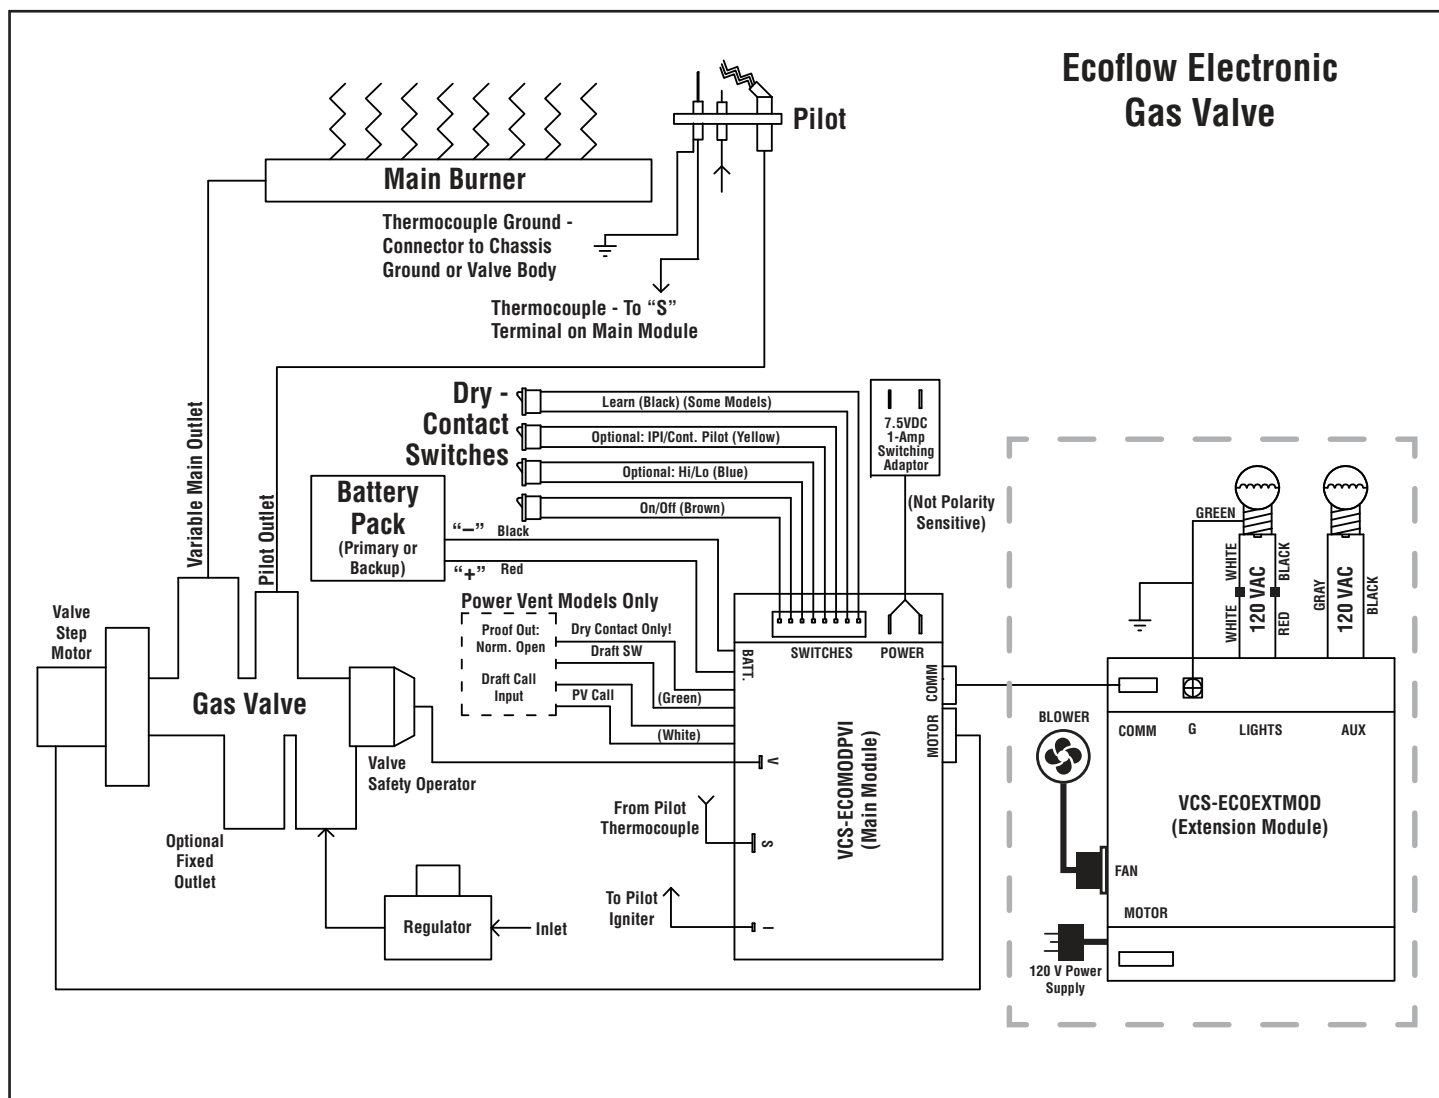 Ecoflow Electronic
Gas Valve
Pilot
Main Burner
Thermocouple Ground -
Connector to Chassis
Ground or Valve Body
Thermocouple - To “S”
Terminal on Main Module
Variable Main Outlet
Pilot Outlet
Dry -
Contact
Switches
Learn (Black) (Some Models)
Optional: IPI/Cont. Pilot (Yellow)
Optional: Hi/Lo (Blue)
On/Off (Brown)
7.5VDC
1-Amp
Switching
Adaptor
(Not Polarity
Sensitive)
Battery
Pack
(Primary or
Backup)
“–” Black
“+” Red
Power Vent Models Only
Proof Out:
Norm. Open
Draft Call
Input
Dry Contact Only!
Draft SW
(Green)
PV Call
(White)
Valve
Step
Motor
Gas Valve
Valve
Safety Operator
Optional
Fixed
Outlet
Regulator
Inlet
From Pilot
Thermocouple
To Pilot
Igniter
SWITCHES
POWER
BATT.
COMM
MOTOR
V
S
I
VCS-ECOMODPVI
(Main Module)
GREEN
WHITE
WHITE
120 VAC
BLACK
RED
GRAY
120 VAC
BLACK
BLOWER
COMM
G
LIGHTS
AUX
VCS-ECOEXTMOD
(Extension Module)
FAN
MOTOR
120 V Power
Supply